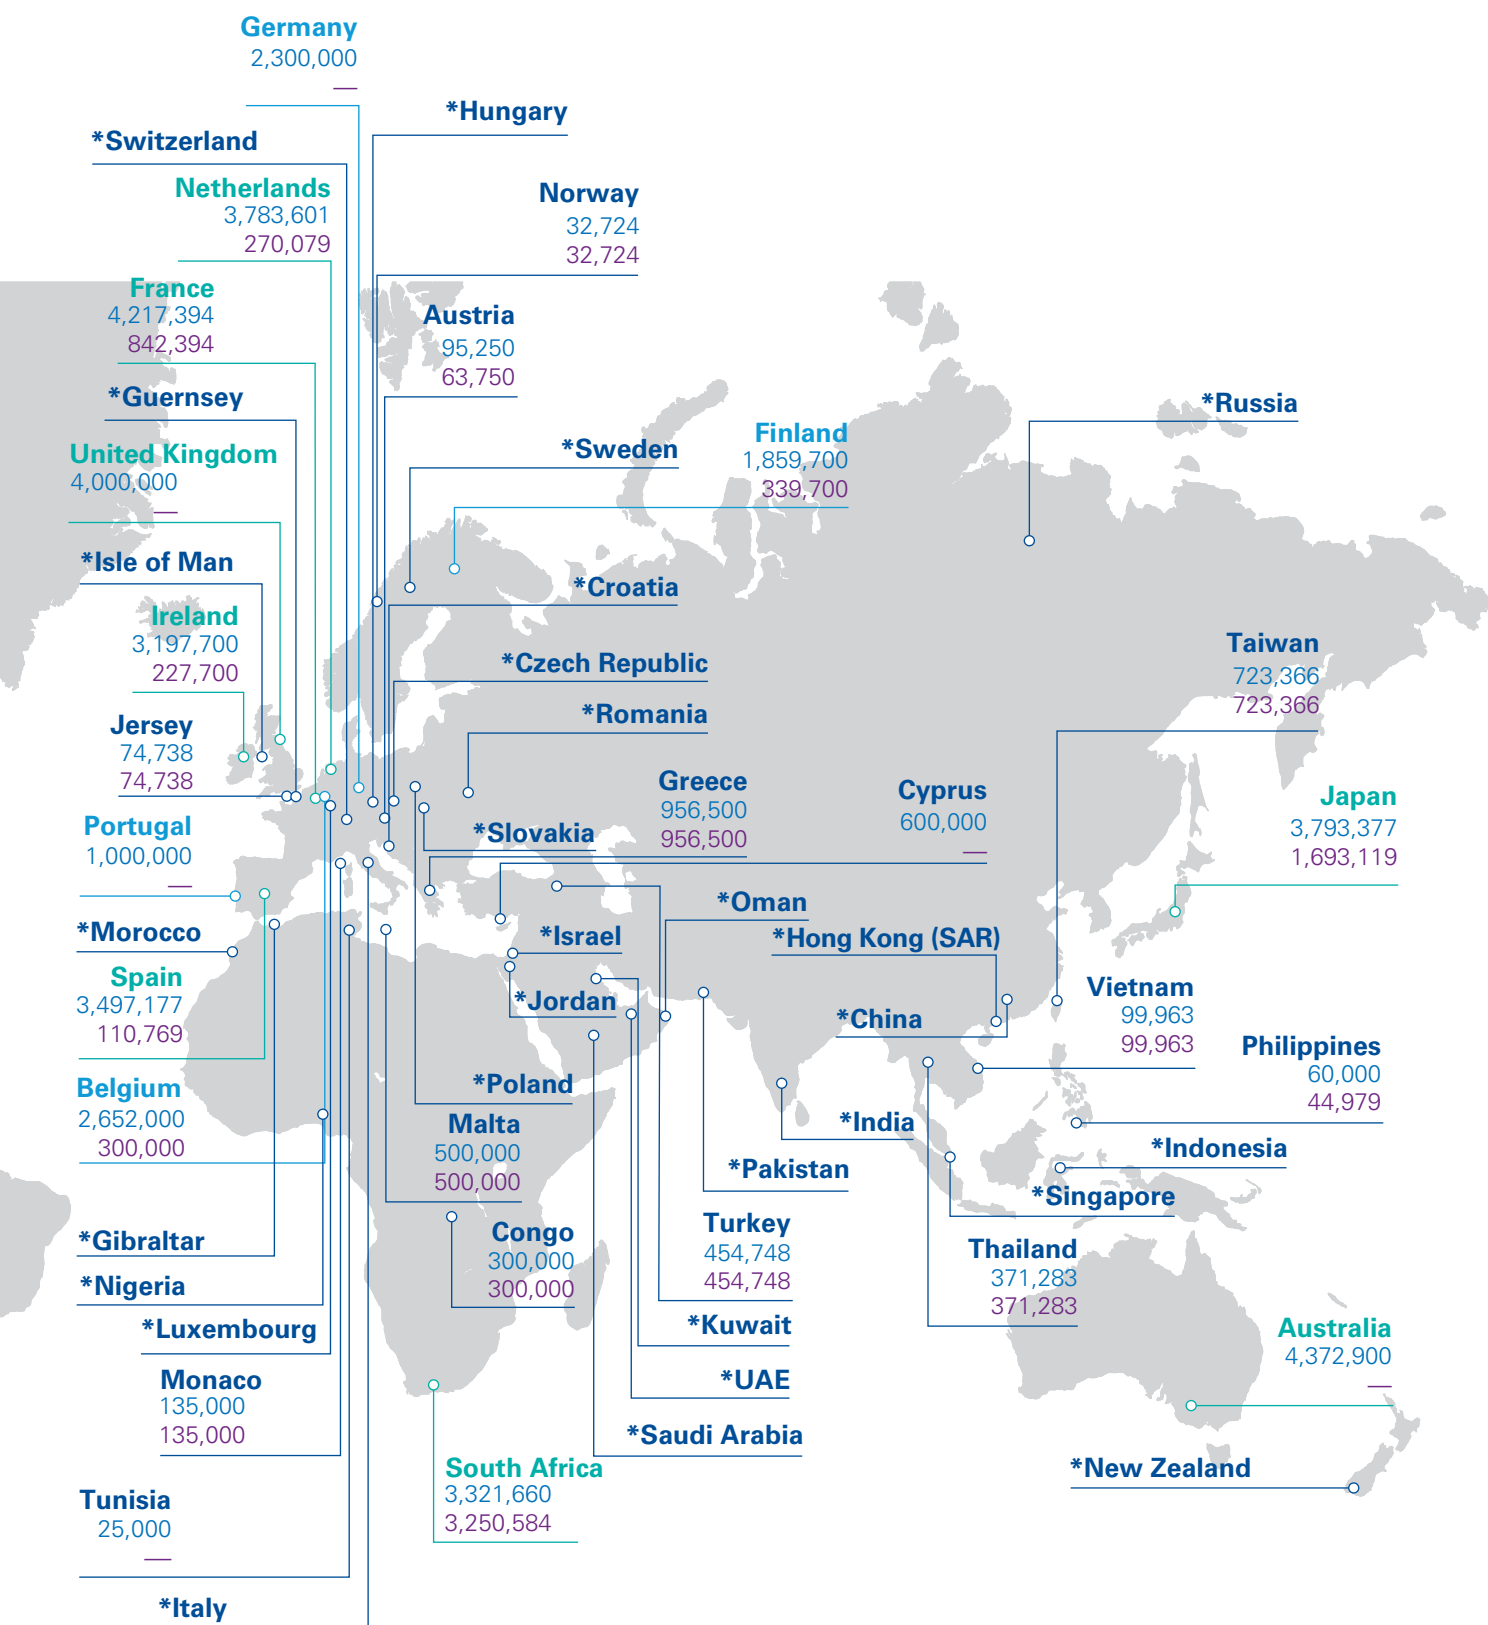 Germany
2,300,000
—
*Hungary
*Switzerland
Netherlands
3,783,601
270,079
Norway
32,724
32,724
France
4,217,394
842,394
Austria
95,250
63,750
*Guernsey
*Russia
United Kingdom
4,000,000
—
*Sweden
Finland
1,859,700
339,700
*Isle of Man
*Croatia
Ireland
3,197,700
227,700
*Czech Republic
Taiwan
723,366
723,366
*Romania
Jersey
74,738
74,738
Greece
956,500
956,500
Cyprus
600,000
—
Japan
3,793,377
1,693,119
Portugal
1,000,000
—
*Slovakia
*Oman
*Morocco
*Israel
*Hong Kong (SAR)
Spain
3,497,177
110,769
*Jordan
*China
Vietnam
99,963
99,963
Philippines
60,000
44,979
Belgium
2,652,000
300,000
*Poland
Malta
500,000
500,000
*India
*Indonesia
*Pakistan
*Singapore
*Gibraltar
Congo
300,000
300,000
Turkey
454,748
454,748
Thailand
371,283
371,283
*Nigeria
*Luxembourg
*Kuwait
Australia
4,372,900
—
Monaco
135,000
135,000
*UAE
*Saudi Arabia
South Africa
3,321,660
3,250,584
*New Zealand
Tunisia
25,000
—
*Italy